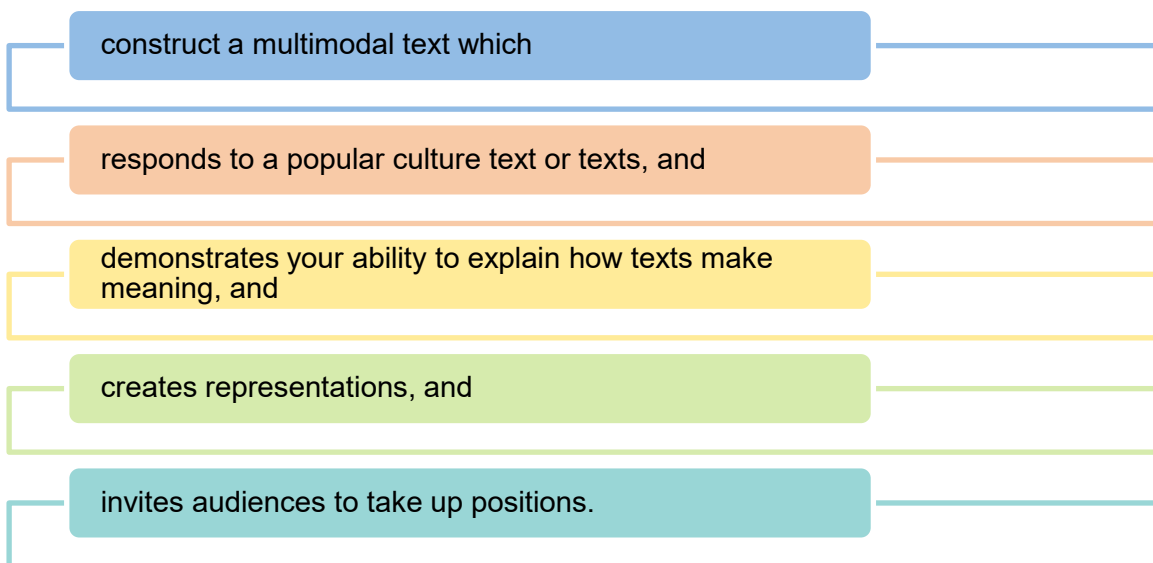 construct a multimodal text which
responds to a popular culture text or texts, and
demonstrates your ability to explain how texts make
meaning, and
creates representations, and
invites audiences to take up positions.